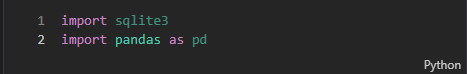 1 import sqlite3
2 import pandas as pd
Python